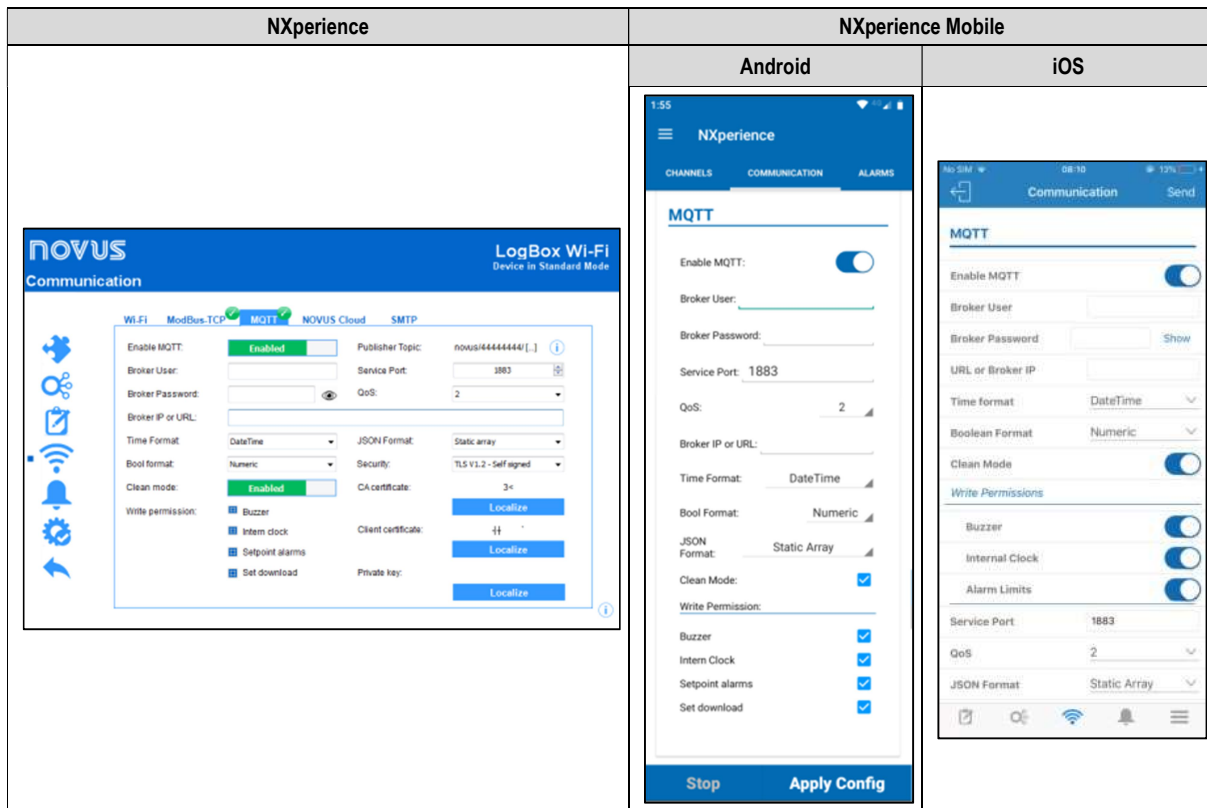 NXperience
NXperience Mobile
Android
iOS
NOVUS
LogBox Wi-Fi
Device in Standard Mode
Communication
Wi-Fi ModBus-TCP MQTT NOVUS Cloud SMTP
Enable MQTT: Enabled Publisher Topic: novus/44444444/ [...]
Broker User: Service Port: 1883
Broker Password: QoS: 2
Broker IP or URL:
Time Format DateTime JSON Format: Static array
Bool format: Numeric Security: TLS V1.2 - Self signed
Clean mode: Enabled CA certificate: 3<
Write permission: Buzzer Localize
Intern clock Client certificate:
Setpoint alarms Localize
Set download Private key:
Localize
1:55 4G
NXperience
CHANNELS COMMUNICATION ALARMS
MQTT
Enable MQTT:
Broker User:
Broker Password:
Service Port: 1883
QoS: 2
Broker IP or URL:
Time Format: DateTime
Bool Format: Numeric
JSON
Format: Static Array
Clean Mode:
Write Permission:
Buzzer
Intern Clock
Setpoint alarms
Set download
Stop Apply Config
No SIM 08:10 13%
Communication Send
MQTT
Enable MQTT
Broker User
Broker Password Show
URL or Broker IP
Time format DateTime
Boolean Format Numeric
Clean Mode
Write Permissions
Buzzer
Internal Clock
Alarm Limits
Service Port 1883
QoS 2
JSON Format Static Array